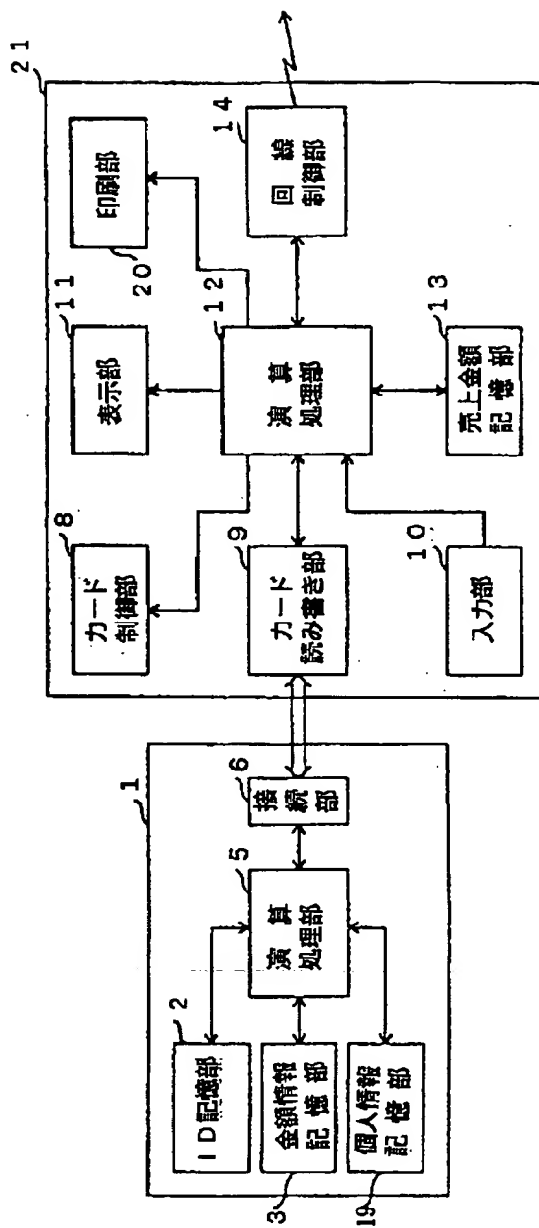 1
2
ID記憶部
金額情報
記憶部
3
個人情報
記憶部
19
5
演算
処理部
6
接続部
21
8
カード
制御部
9
カード
読み書き部
10
入力部
11
表示部
12
演算
処理部
13
売上金額
記憶部
印刷部
20
14
回線
制御部